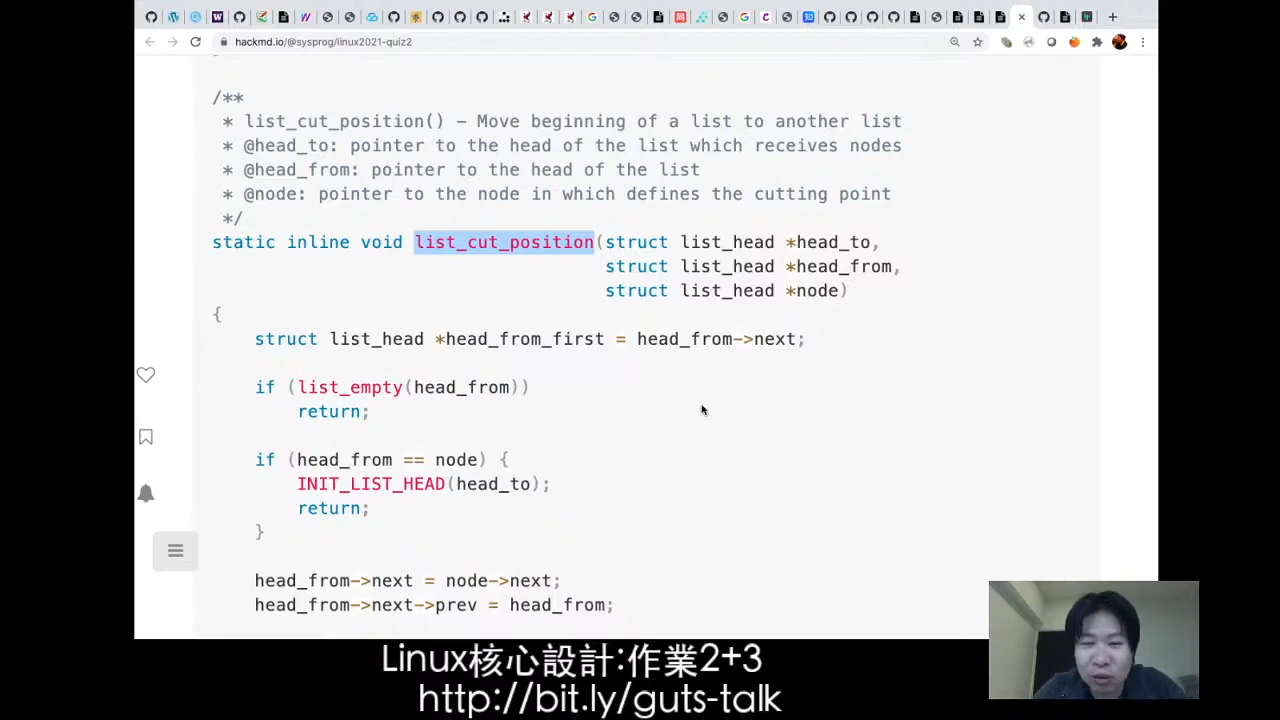 hackmd.io/@sysprog/linux2021-quiz2
/**
* list_cut_position() – Move beginning of a list to another list
* @head_to: pointer to the head of the list which receives nodes
* @head_from: pointer to the head of the list
* @node: pointer to the node in which defines the cutting point
*/
static inline void list_cut_position(struct list_head *head_to,
struct list_head *head_from,
struct list_head *node)
{
struct list_head *head_from_first = head_from->next;
if (list_empty(head_from))
return;
if (head_from == node) {
INIT_LIST_HEAD(head_to);
return;
}
head_from->next = node->next;
head_from->next->prev = head_from;
Linux核心設計:作業2+3
http://bit.ly/guts-talk